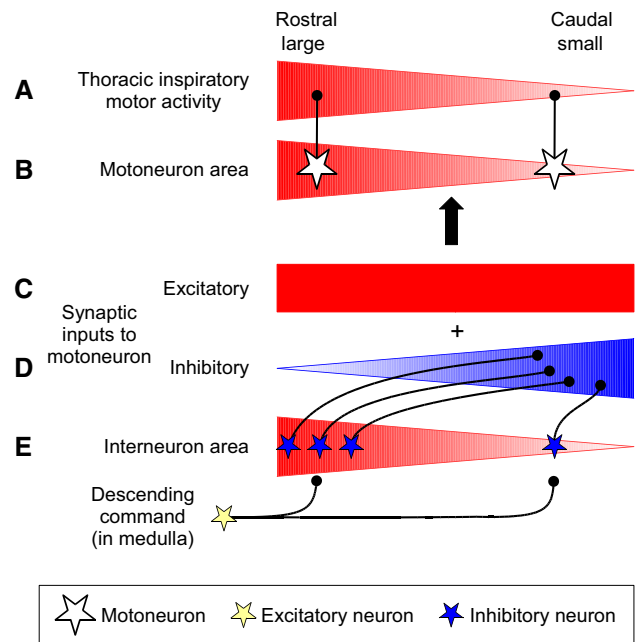 Rostral
large
Caudal
small
A
Thoracic inspiratory
motor activity
B
Motoneuron area
C
Excitatory
Synaptic
inputs to
motoneuron
+
D
Inhibitory
E
Interneuron area
Descending
command
(in medulla)
Motoneuron
Excitatory neuron
Inhibitory neuron